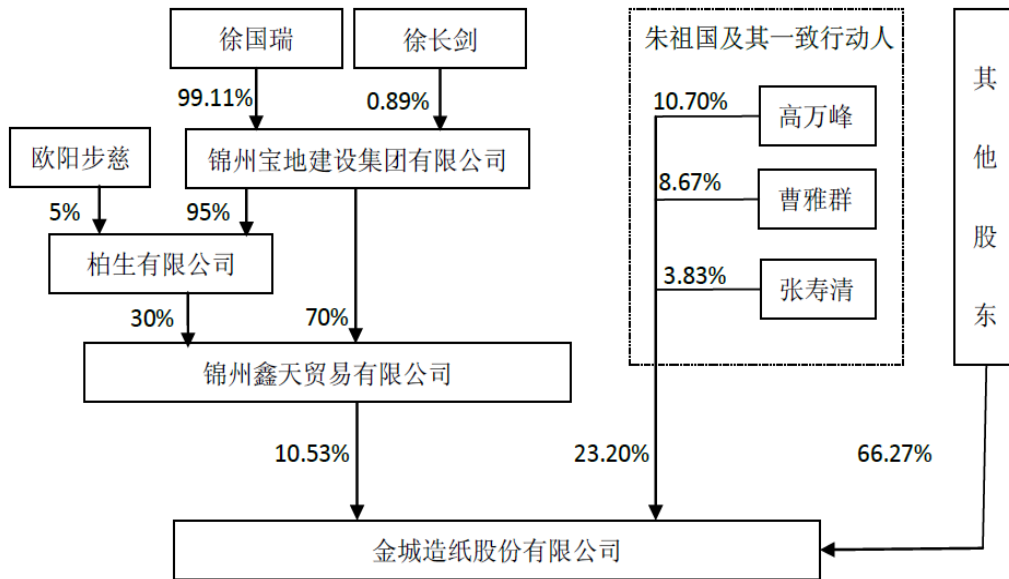 徐国瑞
徐长剑
朱祖国及其一致行动人
其他股东
99.11%
0.89%
10.70%
高万峰
欧阳步慈
锦州宝地建设集团有限公司
8.67%
曹雅群
5%
95%
柏生有限公司
3.83%
张寿清
30%
70%
锦州鑫天贸易有限公司
10.53%
23.20%
66.27%
金城造纸股份有限公司